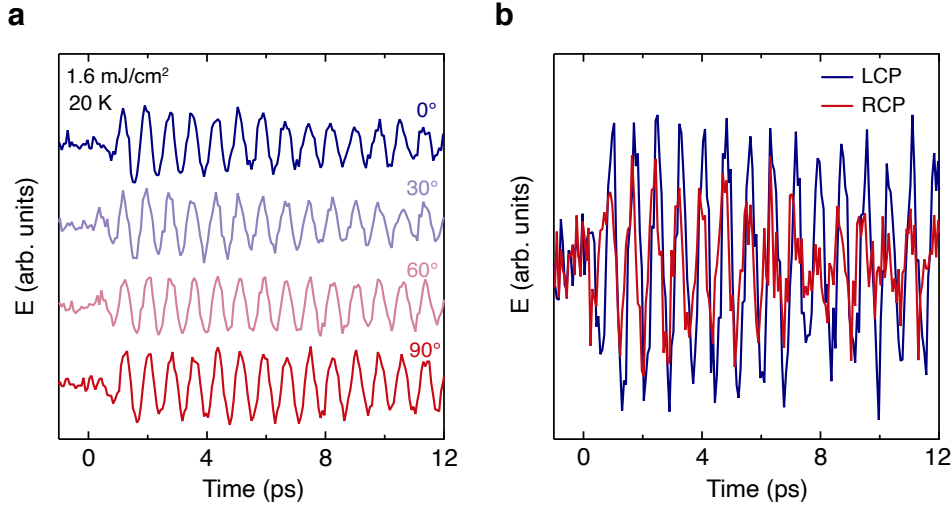 a
1.6 mJ/cm²
20 K
0°
30°
60°
90°
E (arb. units)
0 4 8 12
Time (ps)
b
LCP
RCP
E (arb. units)
0 4 8 12
Time (ps)